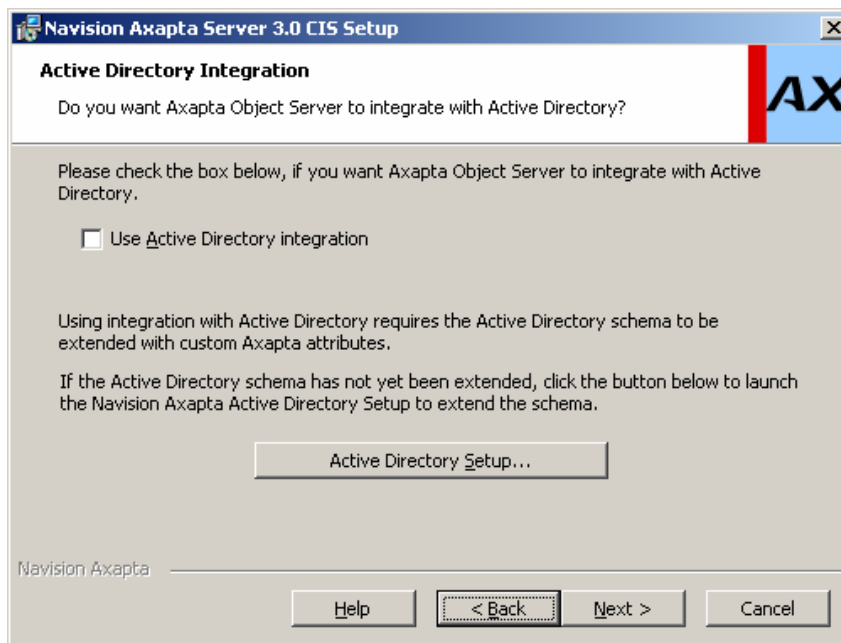 Navision Axapta Server 3.0 CIS Setup
Active Directory Integration
Do you want Axapta Object Server to integrate with Active Directory?
AX
Please check the box below, if you want Axapta Object Server to integrate with Active
Directory.
Use Active Directory integration
Using integration with Active Directory requires the Active Directory schema to be
extended with custom Axapta attributes.
If the Active Directory schema has not yet been extended, click the button below to launch
the Navision Axapta Active Directory Setup to extend the schema.
Active Directory Setup...
Navision Axapta
Help
< Back
Next >
Cancel